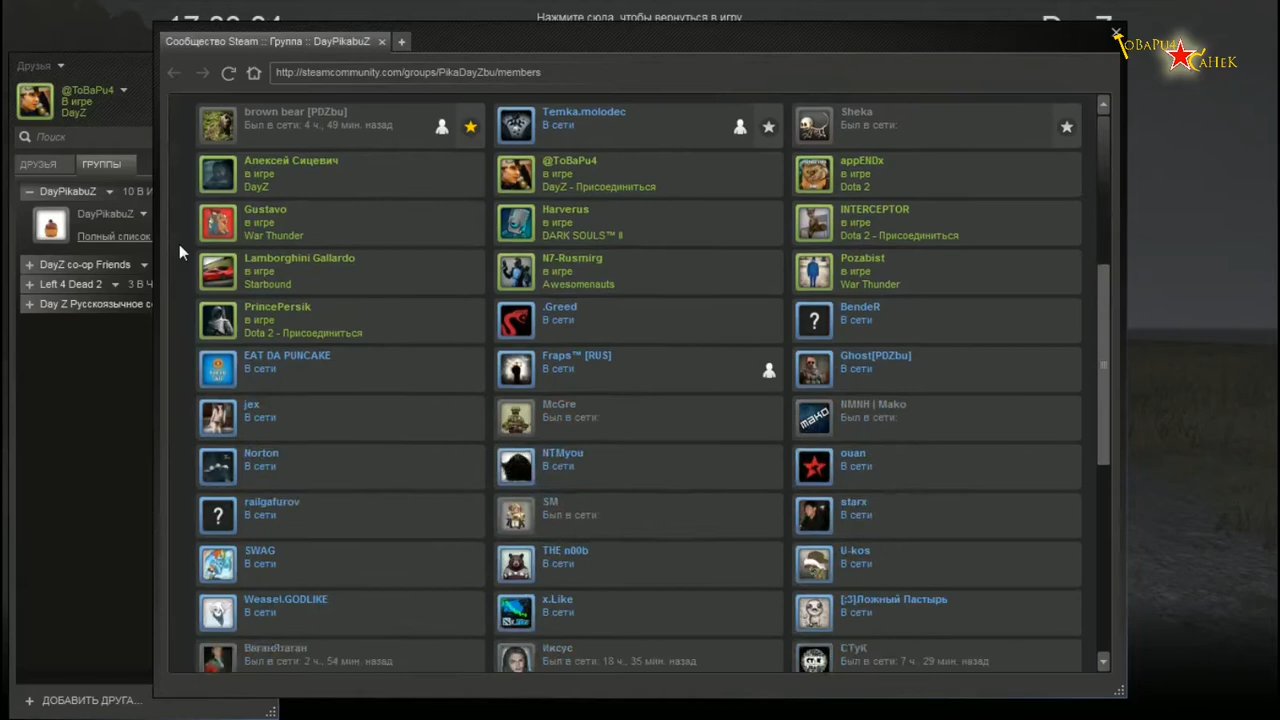 Нажмите сюда, чтобы вернуться в игру
Сообщество Steam :: Группа :: DayPikabuZ
ToBaPu4
CaHeK
Друзья
@ToBaPu4
В игре
DayZ
http://steamcommunity.com/groups/PikaDayZbu/members
Поиск
ДРУЗЬЯ
ГРУППЫ
DayPikabuZ
10 В И
DayPikabuZ
Полный список
DayZ co-op Friends
Left 4 Dead 2
3 В
Day Z Русскоязычное
ДОБАВИТЬ ДРУГА...
brown bear [PDZbu]
Был в сети: 4 ч., 49 мин. назад
Temka.molodec
В сети
Sheka
Был в сети:
Алексей Сицевич
в игре
DayZ
@ToBaPu4
в игре
DayZ - Присоединиться
appENDx
в игре
Dota 2
Gustavo
в игре
War Thunder
Harverus
в игре
DARK SOULS™ II
INTERCEPTOR
в игре
Dota 2 - Присоединиться
Lamborghini Gallardo
в игре
Starbound
N7-Rusmirg
в игре
Awesomenauts
Pozabist
в игре
War Thunder
PrincePersik
в игре
Dota 2 - Присоединиться
.Greed
В сети
BendeR
В сети
EAT DA PUNCAKE
В сети
Fraps™ [RUS]
В сети
Ghost[PDZbu]
В сети
jex
В сети
McGre
Был в сети:
NMNH | Mako
Был в сети:
MAKO
Norton
В сети
NTMyou
В сети
ouan
В сети
railgafurov
В сети
SM
Был в сети:
starx
В сети
SWAG
В сети
THE n00b
В сети
U-kos
В сети
Weasel.GODLIKE
В сети
x.Like
В сети
[;3]Ложный Пастырь
В сети
ВаганЯзаган
Был в сети: 2 ч., 54 мин. назад
Иксус
Был в сети: 18 ч., 35 мин. назад
СТуК
Был в сети: 7 ч., 29 мин. назад